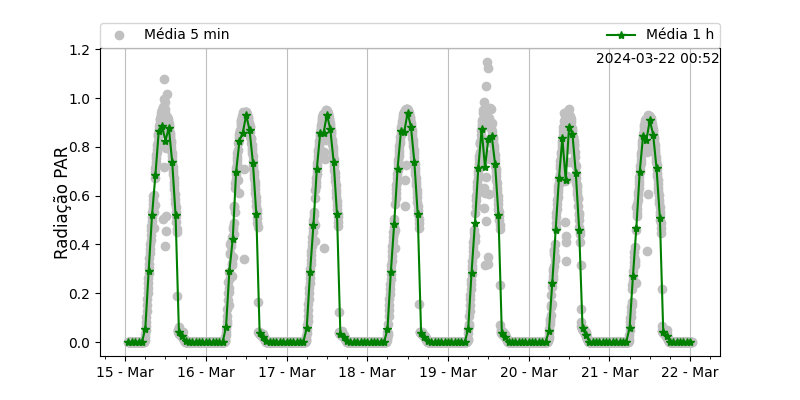 Média 5 min
Média 1 h
2024-03-22 00:52
Radiação PAR
1.2
1.0
0.8
0.6
0.4
0.2
0.0
15 - Mar 16 - Mar 17 - Mar 18 - Mar 19 - Mar 20 - Mar 21 - Mar 22 - Mar